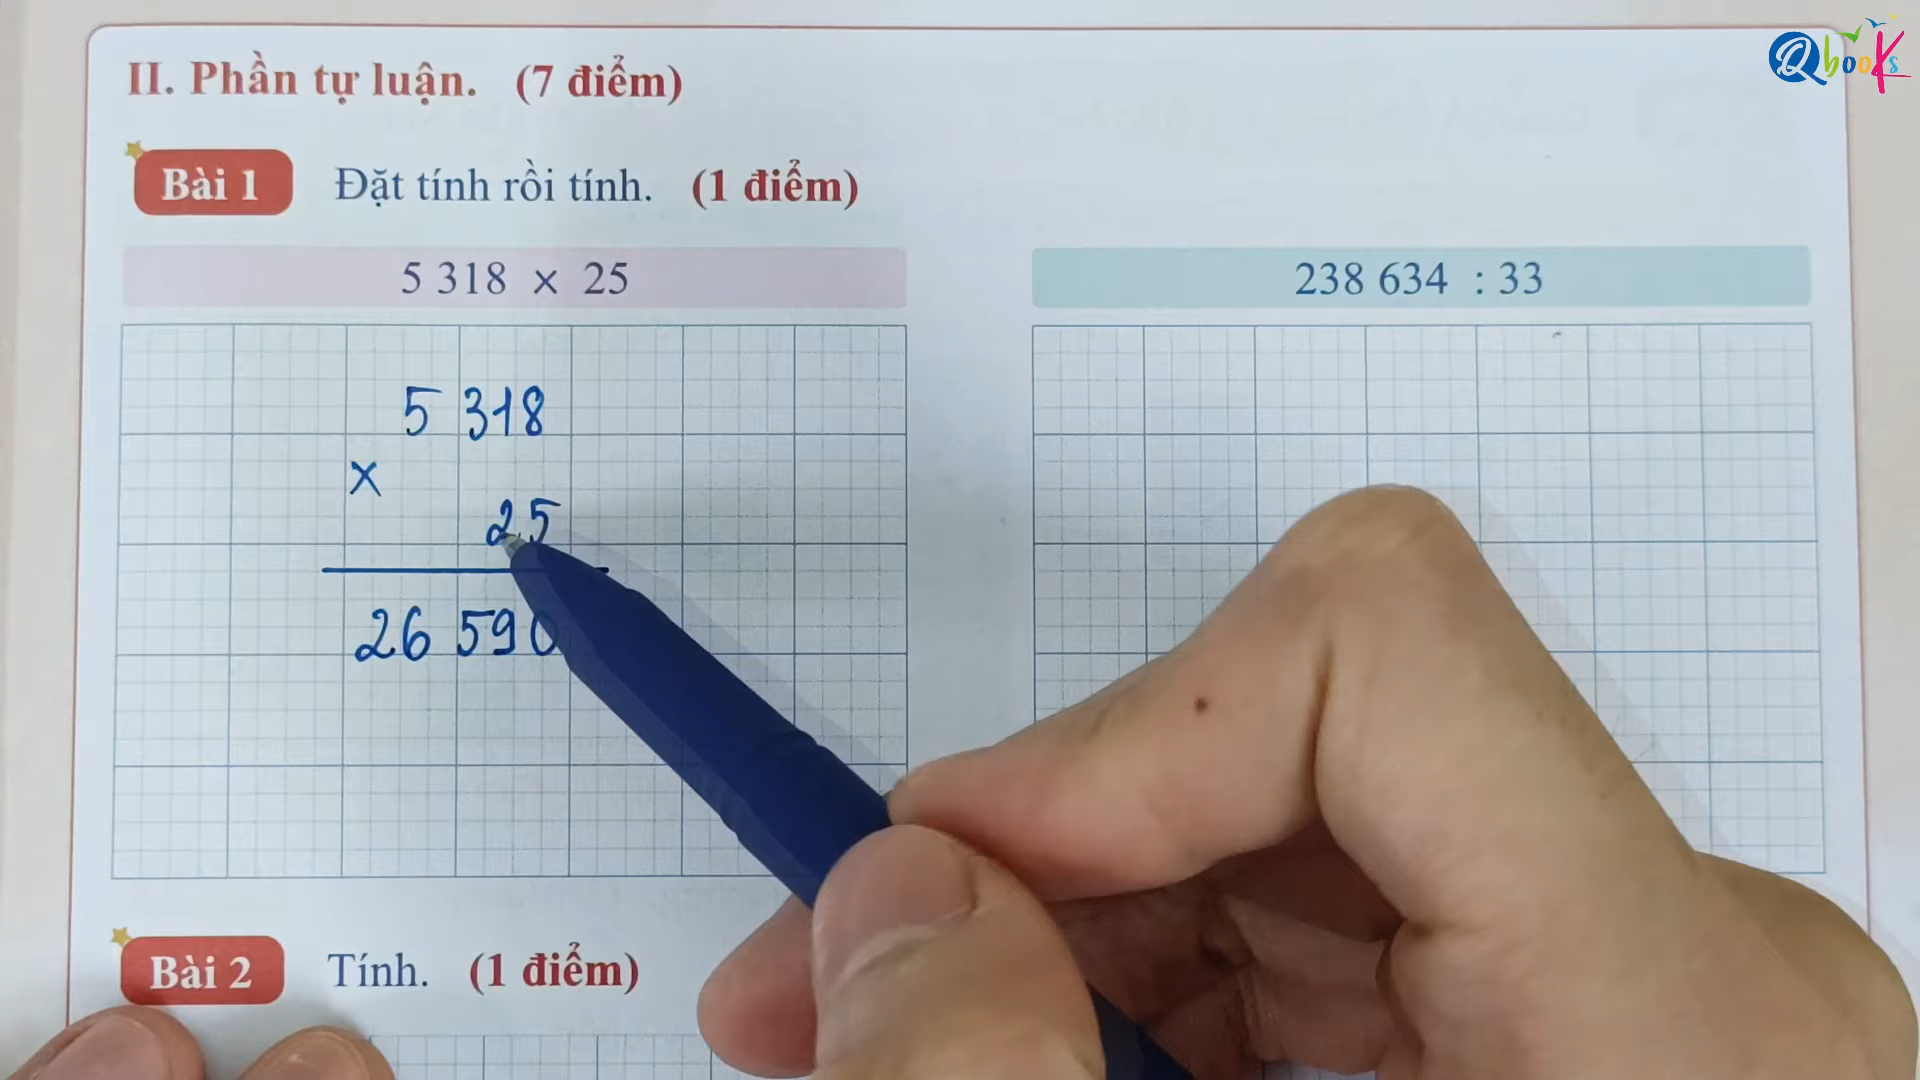 Qbooks
II. Phần tự luận. (7 điểm)
Bài 1 Đặt tính rồi tính. (1 điểm)
5 318 × 25
238 634 : 33
5 318
×
25
26 590
Bài 2 Tính. (1 điểm)